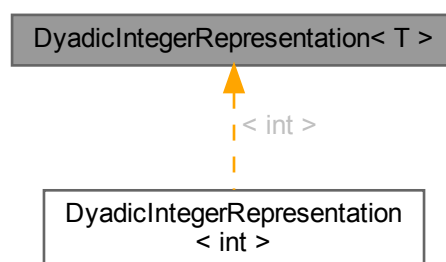 DyadicIntegerRepresentation< T >
< int >
DyadicIntegerRepresentation
< int >